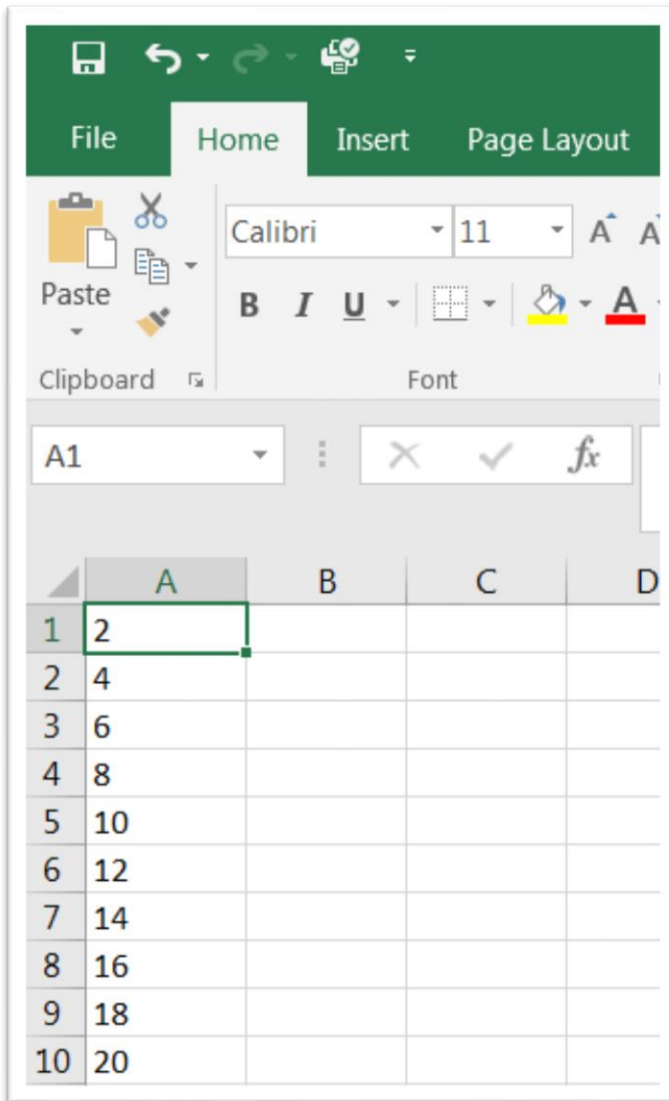 File Home Insert Page Layout
Calibri 11 A A
Paste
B I U A
Clipboard Font
A1 fx
A B C D
1 2
2 4
3 6
4 8
5 10
6 12
7 14
8 16
9 18
10 20